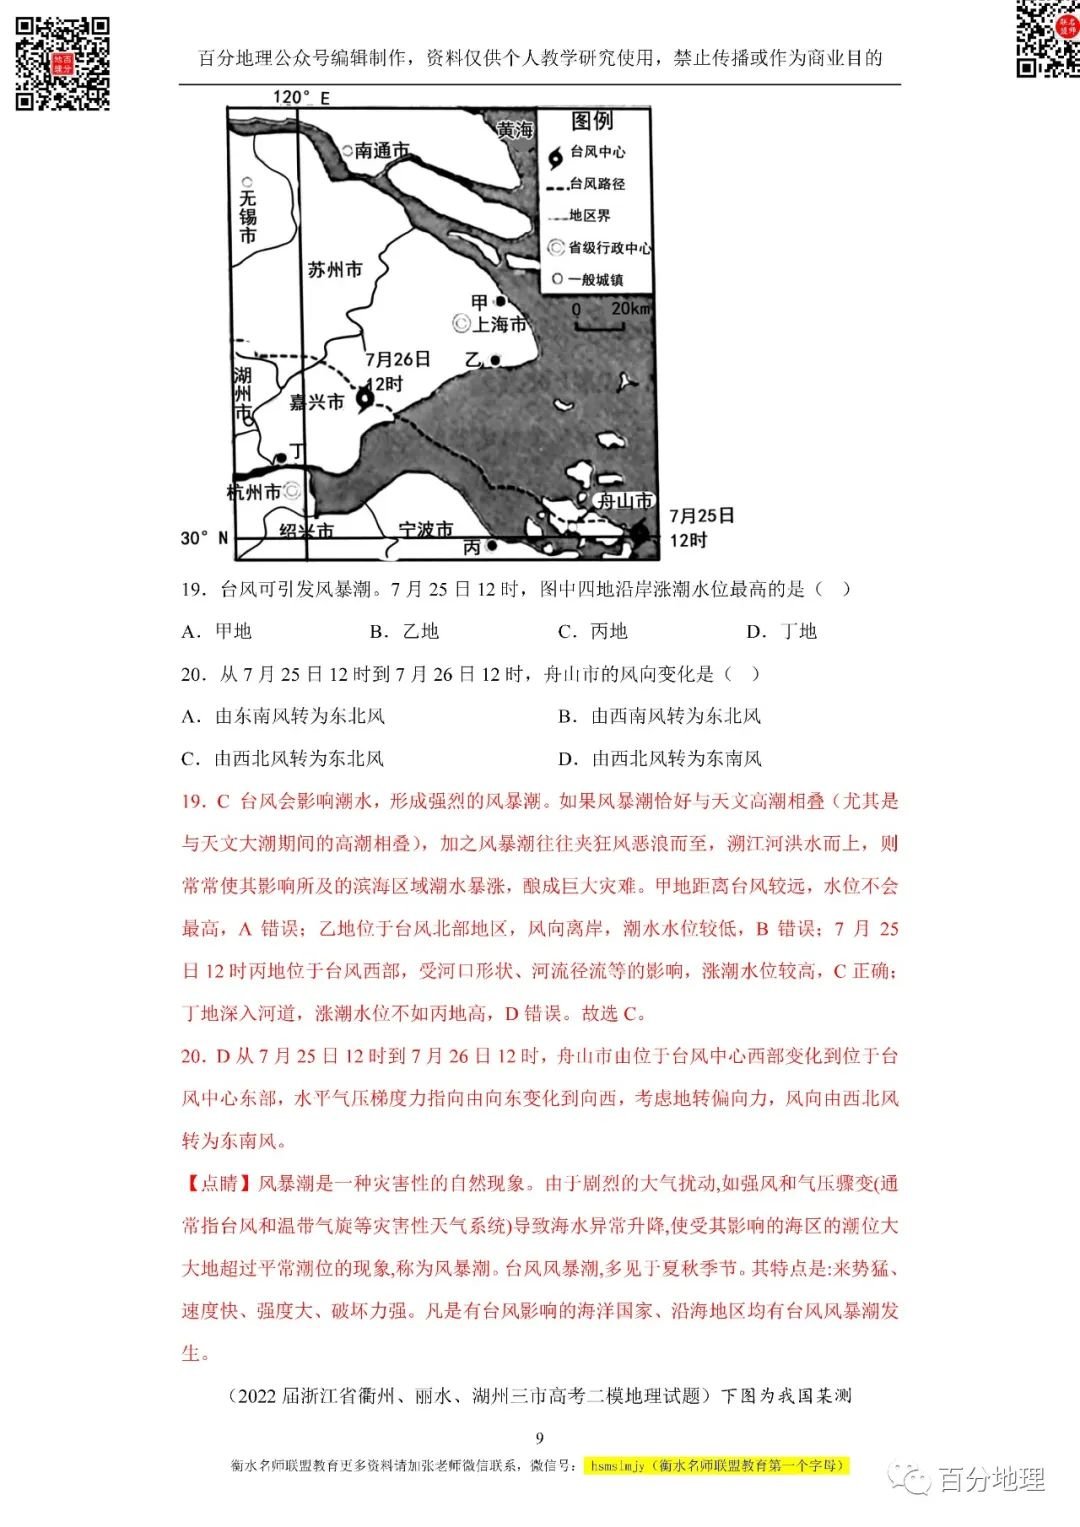 百分地理公众号编辑制作，资料仅供个人教学研究使用，禁止传播或作为商业目的
120° E
黄海
图例
台风中心
台风路径
地区界
省级行政中心
一般城镇
0 20km
南通市
无锡市
苏州市
甲
上海市
乙
7月26日
12时
湖州市
嘉兴市
丁
杭州市
绍兴市
宁波市
丙
舟山市
7月25日
12时
30° N
19．台风可引发风暴潮。7 月 25 日 12 时，图中四地沿岸涨潮水位最高的是（ ）
A．甲地 B．乙地 C．丙地 D．丁地
20．从 7 月 25 日 12 时到 7 月 26 日 12 时，舟山市的风向变化是（ ）
A．由东南风转为东北风 B．由西南风转为东北风
C．由西北风转为东北风 D．由西北风转为东南风
19．C 台风会影响潮水，形成强烈的风暴潮。如果风暴潮恰好与天文高潮相叠（尤其是
与天文大潮期间的高潮相叠），加之风暴潮往往夹狂风恶浪而至，溯江河洪水而上，则
常常使其影响所及的滨海区域潮水暴涨，酿成巨大灾难。甲地距离台风较远，水位不会
最高，A 错误；乙地位于台风北部地区，风向离岸，潮水水位较低，B 错误；7 月 25
日 12 时丙地位于台风西部，受河口形状、河流径流等的影响，涨潮水位较高，C 正确；
丁地深入河道，涨潮水位不如丙地高，D 错误。故选 C。
20．D 从 7 月 25 日 12 时到 7 月 26 日 12 时，舟山市由位于台风中心西部变化到位于台
风中心东部，水平气压梯度力指向由向东变化到向西，考虑地转偏向力，风向由西北风
转为东南风。
【点睛】风暴潮是一种灾害性的自然现象。由于剧烈的大气扰动,如强风和气压骤变(通
常指台风和温带气旋等灾害性天气系统)导致海水异常升降,使受其影响的海区的潮位大
大地超过平常潮位的现象,称为风暴潮。台风风暴潮,多见于夏秋季节。其特点是:来势猛、
速度快、强度大、破坏力强。凡是有台风影响的海洋国家、沿海地区均有台风风暴潮发
生。
（2022 届浙江省衢州、丽水、湖州三市高考二模地理试题）下图为我国某测
9
衡水名师联盟教育更多资料请加张老师微信联系，微信号： hsmslmjy（衡水名师联盟教育第一个字母）
百分地理